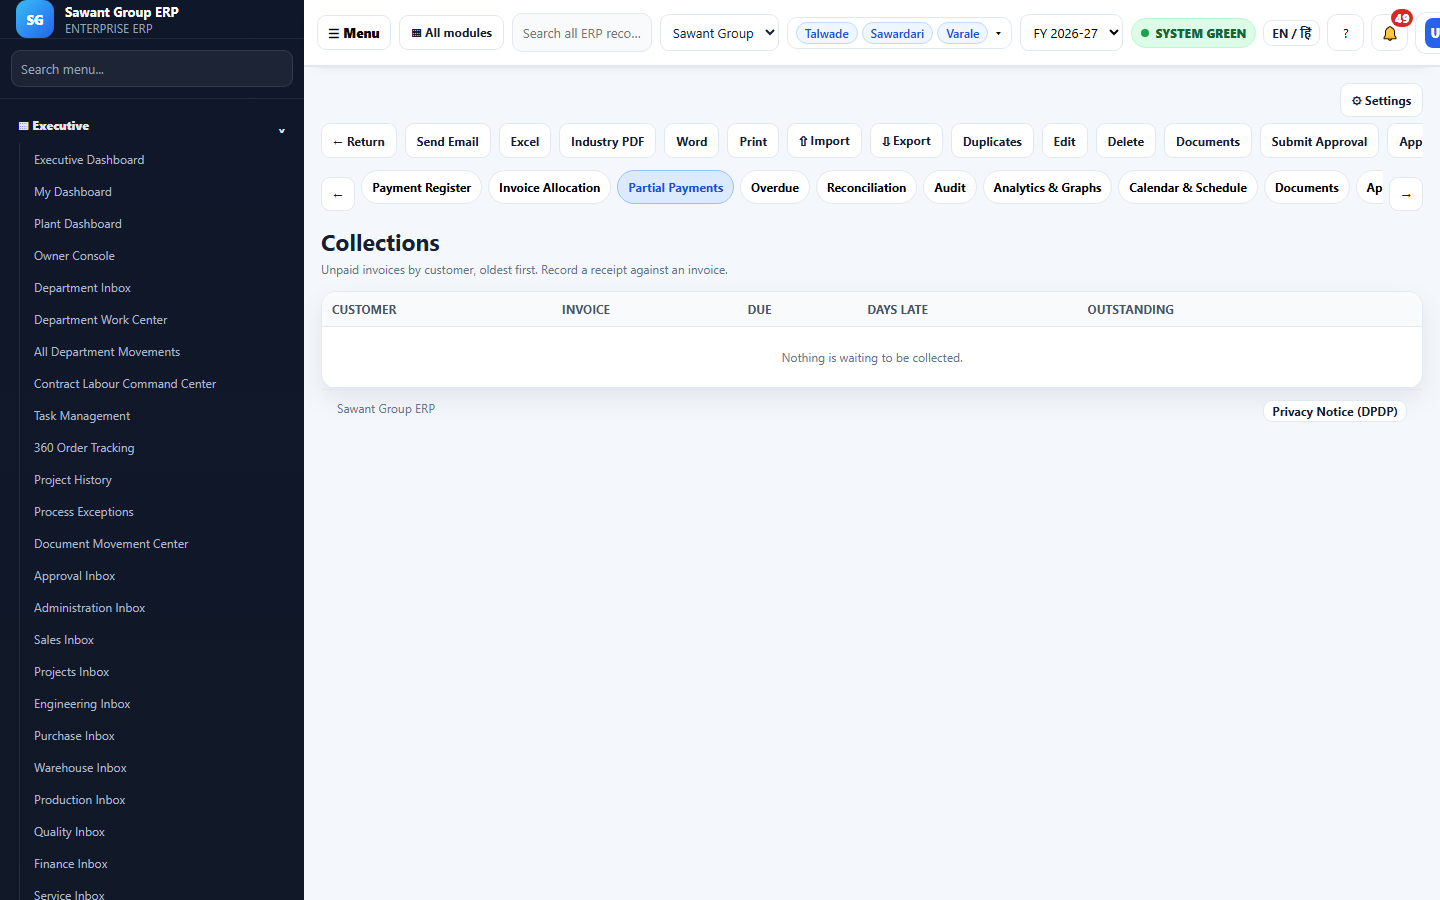 SG
Sawant Group ERP
ENTERPRISE ERP
☰ Menu
▦ All modules
Search all ERP reco...
Sawant Group
Talwade
Sawardari
Varale
FY 2026-27
SYSTEM GREEN
EN / हिं
?
49
Search menu...
▦ Executive
Executive Dashboard
My Dashboard
Plant Dashboard
Owner Console
Department Inbox
Department Work Center
All Department Movements
Contract Labour Command Center
Task Management
360 Order Tracking
Project History
Process Exceptions
Document Movement Center
Approval Inbox
Administration Inbox
Sales Inbox
Projects Inbox
Engineering Inbox
Purchase Inbox
Warehouse Inbox
Production Inbox
Quality Inbox
Finance Inbox
Service Inbox
⚙ Settings
← Return
Send Email
Excel
Industry PDF
Word
Print
⇧ Import
⇩ Export
Duplicates
Edit
Delete
Documents
Submit Approval
App
←
Payment Register
Invoice Allocation
Partial Payments
Overdue
Reconciliation
Audit
Analytics & Graphs
Calendar & Schedule
Documents
Ap
→
Collections
Unpaid invoices by customer, oldest first. Record a receipt against an invoice.
CUSTOMER INVOICE DUE DAYS LATE OUTSTANDING
Nothing is waiting to be collected.
Sawant Group ERP
Privacy Notice (DPDP)